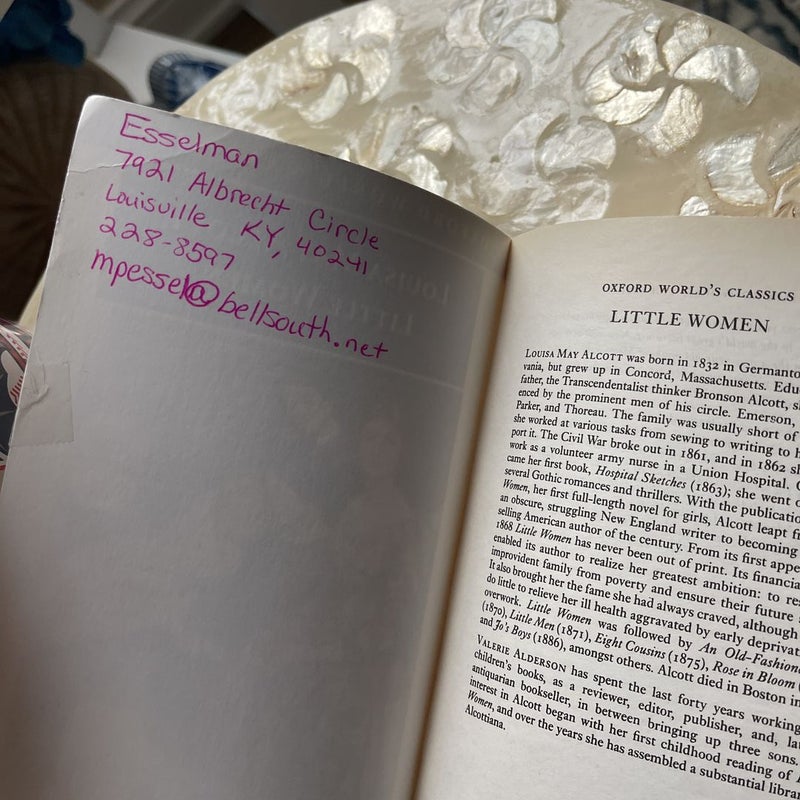 Esselman
7921 Albrecht Circle
Louisville KY, 40241
228-8597
mpessel@bellsouth.net
OXFORD WORLD'S CLASSICS
LITTLE WOMEN
LOUISA MAY ALCOTT was born in 1832 in Germanto
vania, but grew up in Concord, Massachusetts. Edu
father, the Transcendentalist thinker Bronson Alcott, s
enced by the prominent men of his circle. Emerson,
Parker, and Thoreau. The family was usually short of
she worked at various tasks from sewing to writing to h
port it. The Civil War broke out in 1861, and in 1862 sh
work as a volunteer army nurse in a Union Hospital.
came her first book, Hospital Sketches (1863); she went o
several Gothic romances and thrillers. With the publication
Women, her first full-length novel for girls, Alcott leapt f
an obscure, struggling New England writer to becoming
selling American author of the century. From its first appe
1868 Little Women has never been out of print. Its financia
enabled its author to realize her greatest ambition: to re
improvident family from poverty and ensure their future
It also brought her the fame she had always craved, although
do little to relieve her ill health aggravated by early deprivat
overwork. Little Women was followed by An Old-Fashion
(1870), Little Men (1871), Eight Cousins (1875), Rose in Bloom
and Jo's Boys (1886), amongst others. Alcott died in Boston in
VALERIE ALDERSON has spent the last forty years working
children's books, as a reviewer, editor, publisher, and, lat
antiquarian bookseller, in between bringing up three sons.
interest in Alcott began with her first childhood reading of
Women, and over the years she has assembled a substantial librar
Alcottiana.